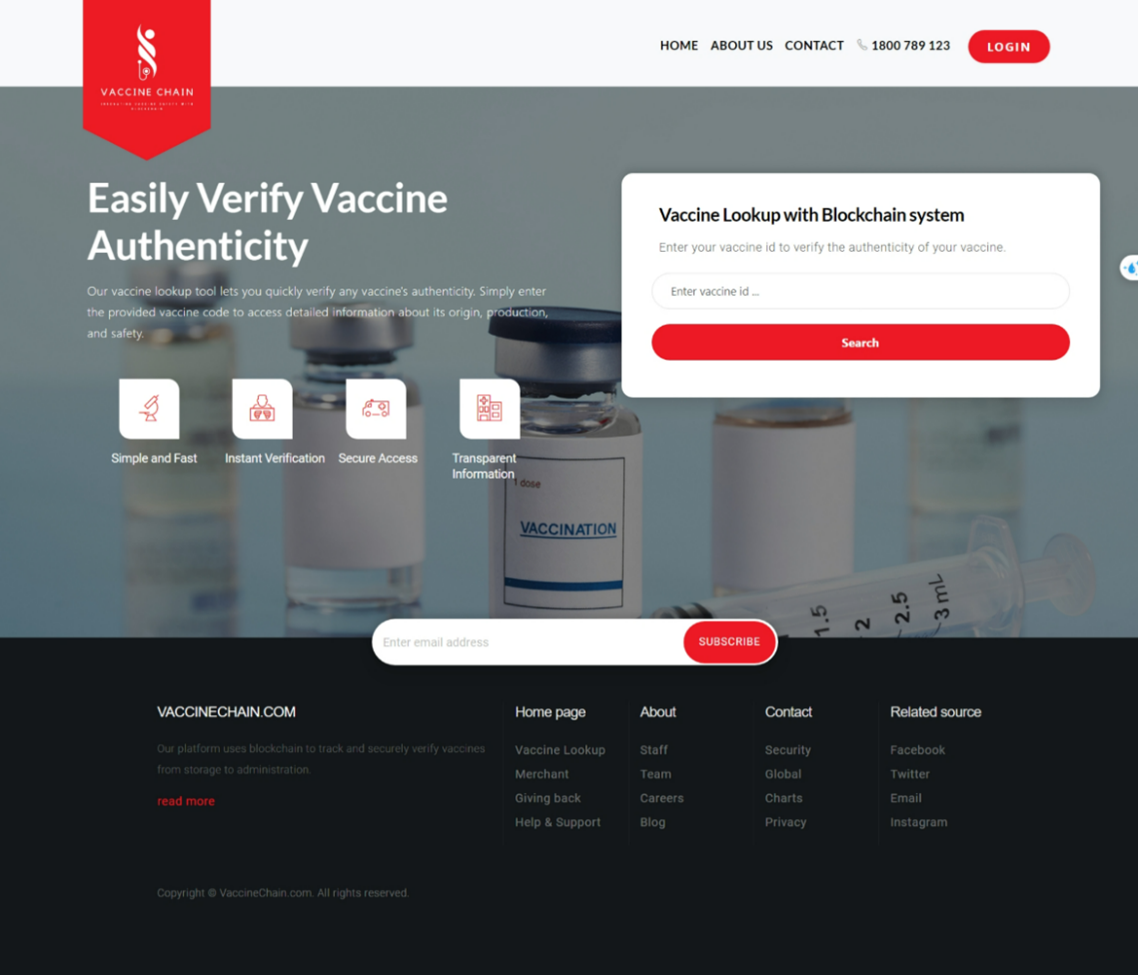 HOME ABOUT US CONTACT 1800 789 123 LOGIN
VACCINE CHAIN
Easily Verify Vaccine
Authenticity
Our vaccine lookup tool lets you quickly verify any vaccine's authenticity. Simply enter
the provided vaccine code to access detailed information about its origin, production,
and safety.
Simple and Fast
Instant Verification
Secure Access
Transparent
Information
Vaccine Lookup with Blockchain system
Enter your vaccine id to verify the authenticity of your vaccine.
Enter vaccine id ...
Search
1 dose
VACCINATION
1.5
2
2.5
3 mL
Enter email address
SUBSCRIBE
VACCINECHAIN.COM
Our platform uses blockchain to track and securely verify vaccines
from storage to administration.
read more
Home page
Vaccine Lookup
Merchant
Giving back
Help & Support
About
Staff
Team
Careers
Blog
Contact
Security
Global
Charts
Privacy
Related source
Facebook
Twitter
Email
Instagram
Copyright © VaccineChain.com. All rights reserved.